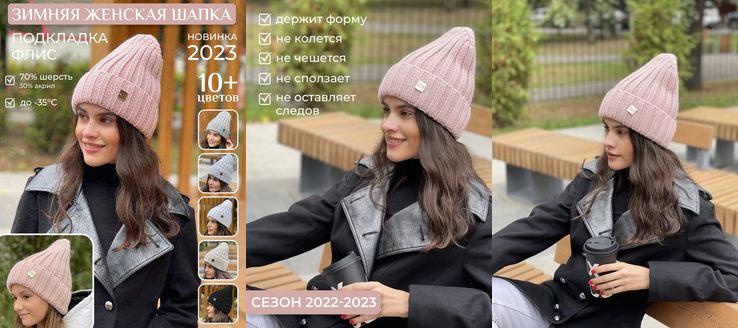 ЗИМНЯЯ ЖЕНСКАЯ ШАПКА
ПОДКЛАДКА
ФЛИС
70% шерсть
30% акрил
до -35°C
НОВИНКА
2023
10+
цветов
держит форму
не колется
не чешется
не сползает
не оставляет
следов
СЕЗОН 2022-2023